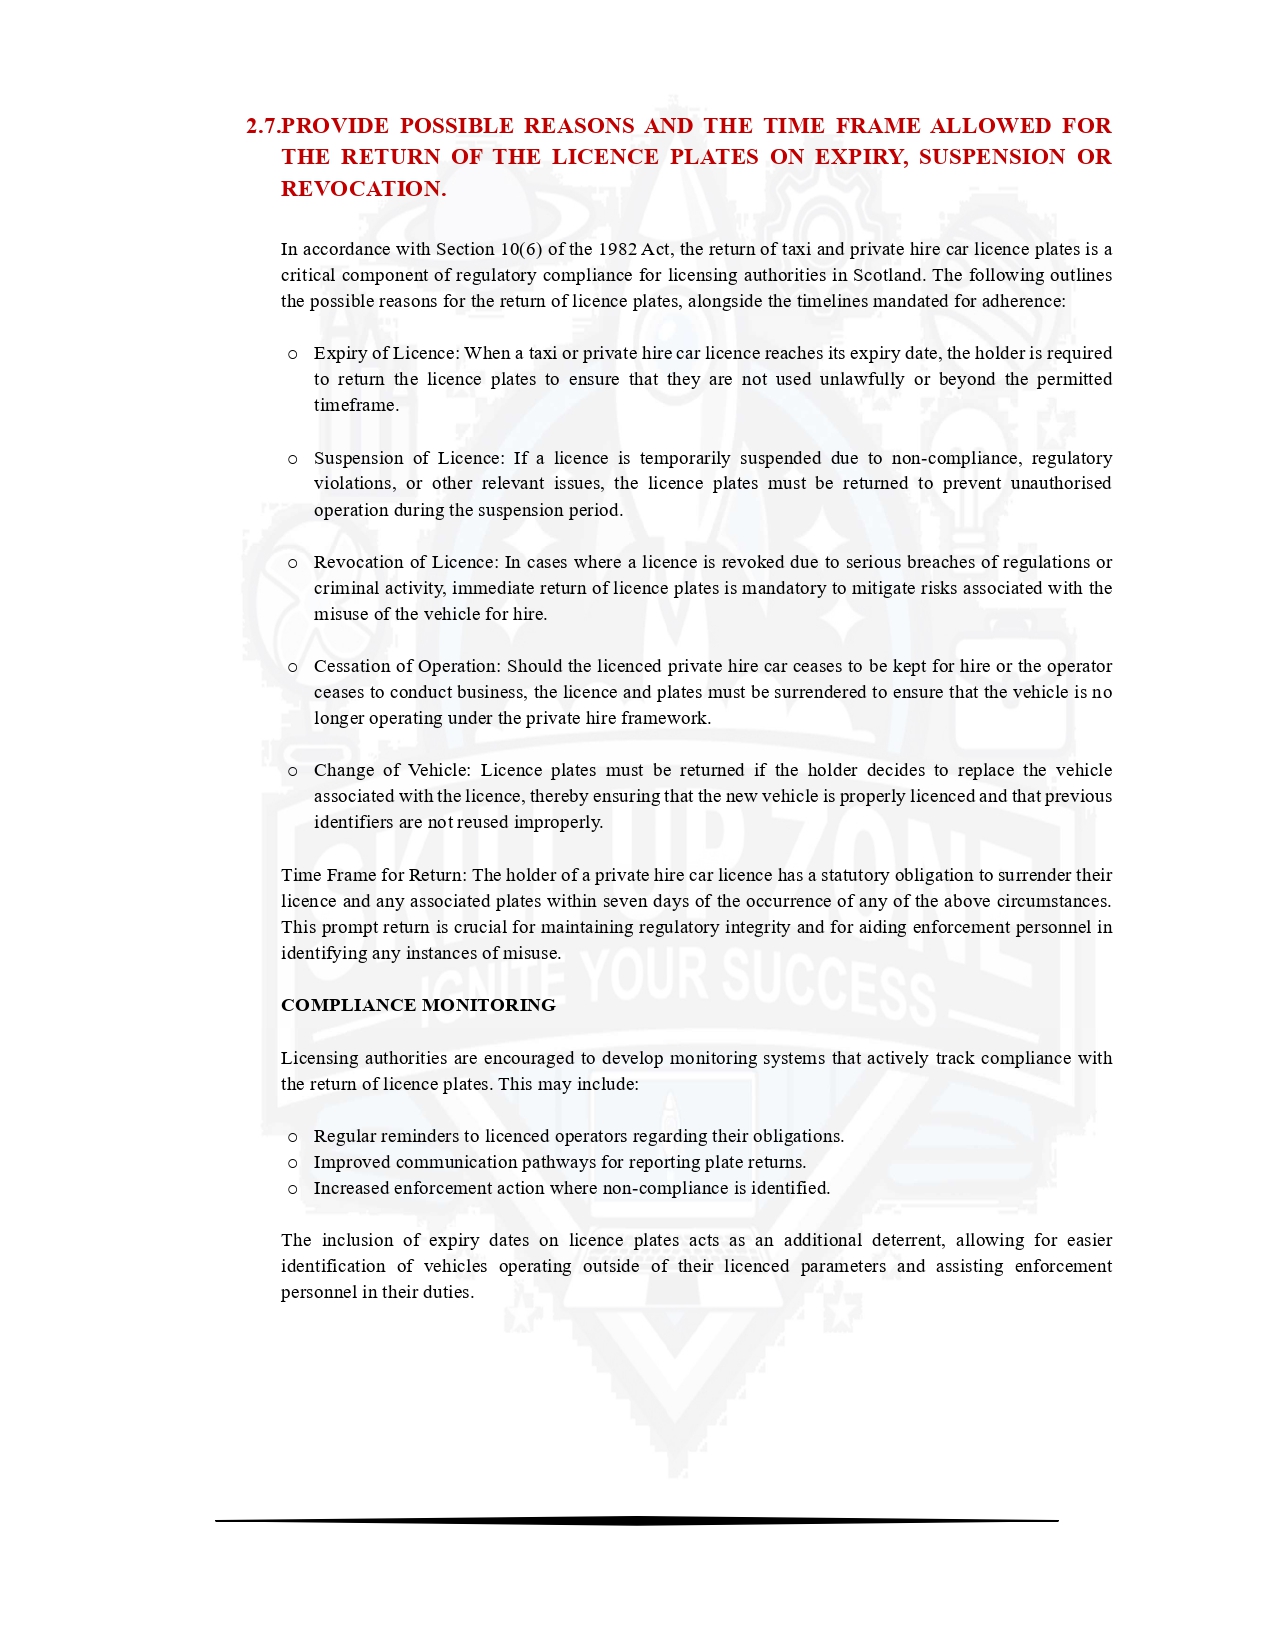 2.7.PROVIDE POSSIBLE REASONS AND THE TIME FRAME ALLOWED FOR
THE RETURN OF THE LICENCE PLATES ON EXPIRY, SUSPENSION OR
REVOCATION.
In accordance with Section 10(6) of the 1982 Act, the return of taxi and private hire car licence plates is a
critical component of regulatory compliance for licensing authorities in Scotland. The following outlines
the possible reasons for the return of licence plates, alongside the timelines mandated for adherence:
o Expiry of Licence: When a taxi or private hire car licence reaches its expiry date, the holder is required
to return the licence plates to ensure that they are not used unlawfully or beyond the permitted
timeframe.
o Suspension of Licence: If a licence is temporarily suspended due to non-compliance, regulatory
violations, or other relevant issues, the licence plates must be returned to prevent unauthorised
operation during the suspension period.
o Revocation of Licence: In cases where a licence is revoked due to serious breaches of regulations or
criminal activity, immediate return of licence plates is mandatory to mitigate risks associated with the
misuse of the vehicle for hire.
o Cessation of Operation: Should the licenced private hire car ceases to be kept for hire or the operator
ceases to conduct business, the licence and plates must be surrendered to ensure that the vehicle is no
longer operating under the private hire framework.
o Change of Vehicle: Licence plates must be returned if the holder decides to replace the vehicle
associated with the licence, thereby ensuring that the new vehicle is properly licenced and that previous
identifiers are not reused improperly.
SKILL UP ZONE
Time Frame for Return: The holder of a private hire car licence has a statutory obligation to surrender their
licence and any associated plates within seven days of the occurrence of any of the above circumstances.
This prompt return is crucial for maintaining regulatory integrity and for aiding enforcement personnel in
identifying any instances of misuse.
IGNITE YOUR SUCCESS
COMPLIANCE MONITORING
Licensing authorities are encouraged to develop monitoring systems that actively track compliance with
the return of licence plates. This may include:
o Regular reminders to licenced operators regarding their obligations.
o Improved communication pathways for reporting plate returns.
o Increased enforcement action where non-compliance is identified.
The inclusion of expiry dates on licence plates acts as an additional deterrent, allowing for easier
identification of vehicles operating outside of their licenced parameters and assisting enforcement
personnel in their duties.